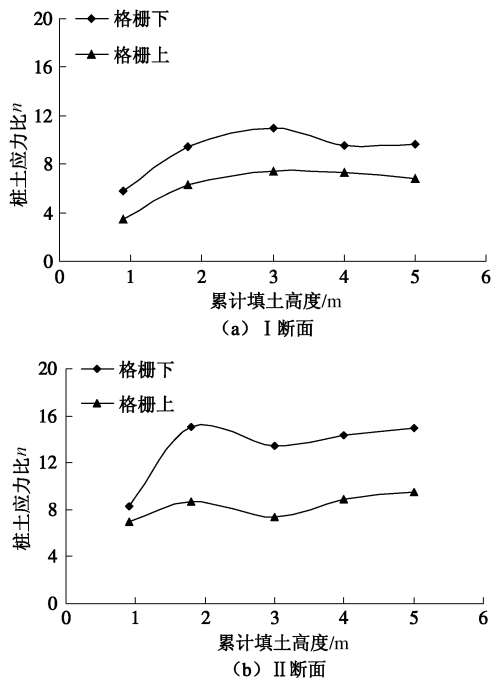 20
格栅下
16
格栅上
12
8
4
0
桩土应力比n
0 1 2 3 4 5 6
累计填土高度/m
（a）Ⅰ断面
20
格栅下
16
格栅上
12
8
4
0
桩土应力比n
0 1 2 3 4 5 6
累计填土高度/m
（b）Ⅱ断面